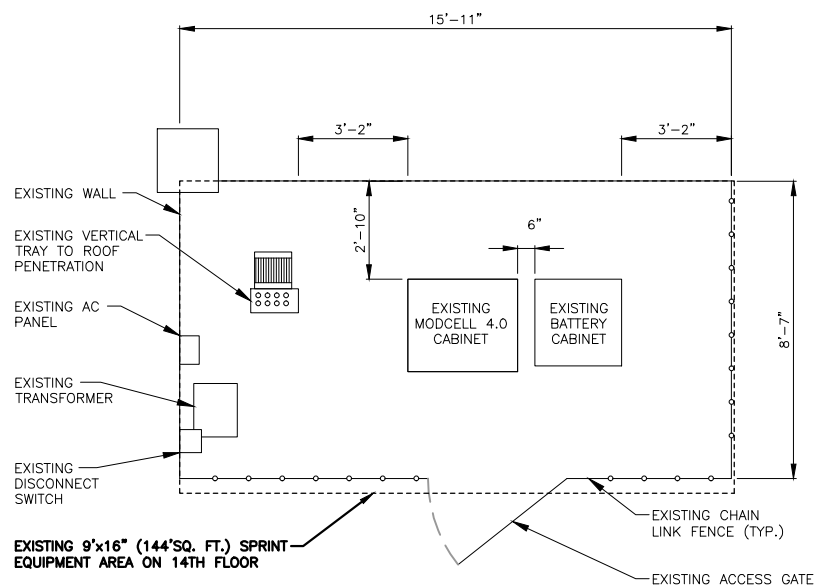 15'-11"
3'-2"
3'-2"
EXISTING WALL
2'-10"
6"
EXISTING VERTICAL
TRAY TO ROOF
PENETRATION
EXISTING AC
PANEL
EXISTING
MODCELL 4.0
CABINET
EXISTING
BATTERY
CABINET
8'-7"
EXISTING
TRANSFORMER
EXISTING
DISCONNECT
SWITCH
EXISTING CHAIN
LINK FENCE (TYP.)
EXISTING 9'x16" (144'SQ. FT.) SPRINT
EQUIPMENT AREA ON 14TH FLOOR
EXISTING ACCESS GATE